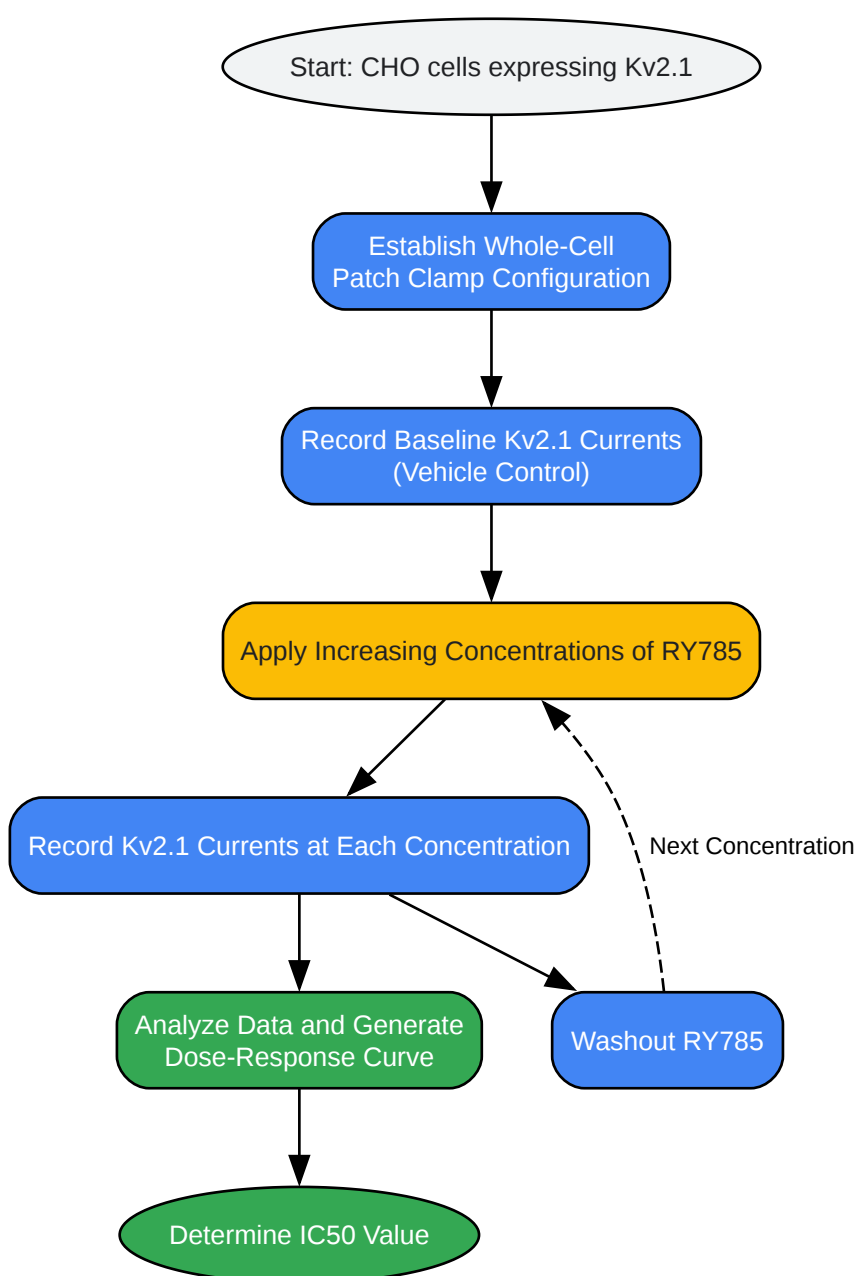 Start: CHO cells expressing Kv2.1
Establish Whole-Cell
Patch Clamp Configuration
Record Baseline Kv2.1 Currents
(Vehicle Control)
Apply Increasing Concentrations of RY785
Record Kv2.1 Currents at Each Concentration
Next Concentration
Analyze Data and Generate
Dose-Response Curve
Washout RY785
Determine IC50 Value